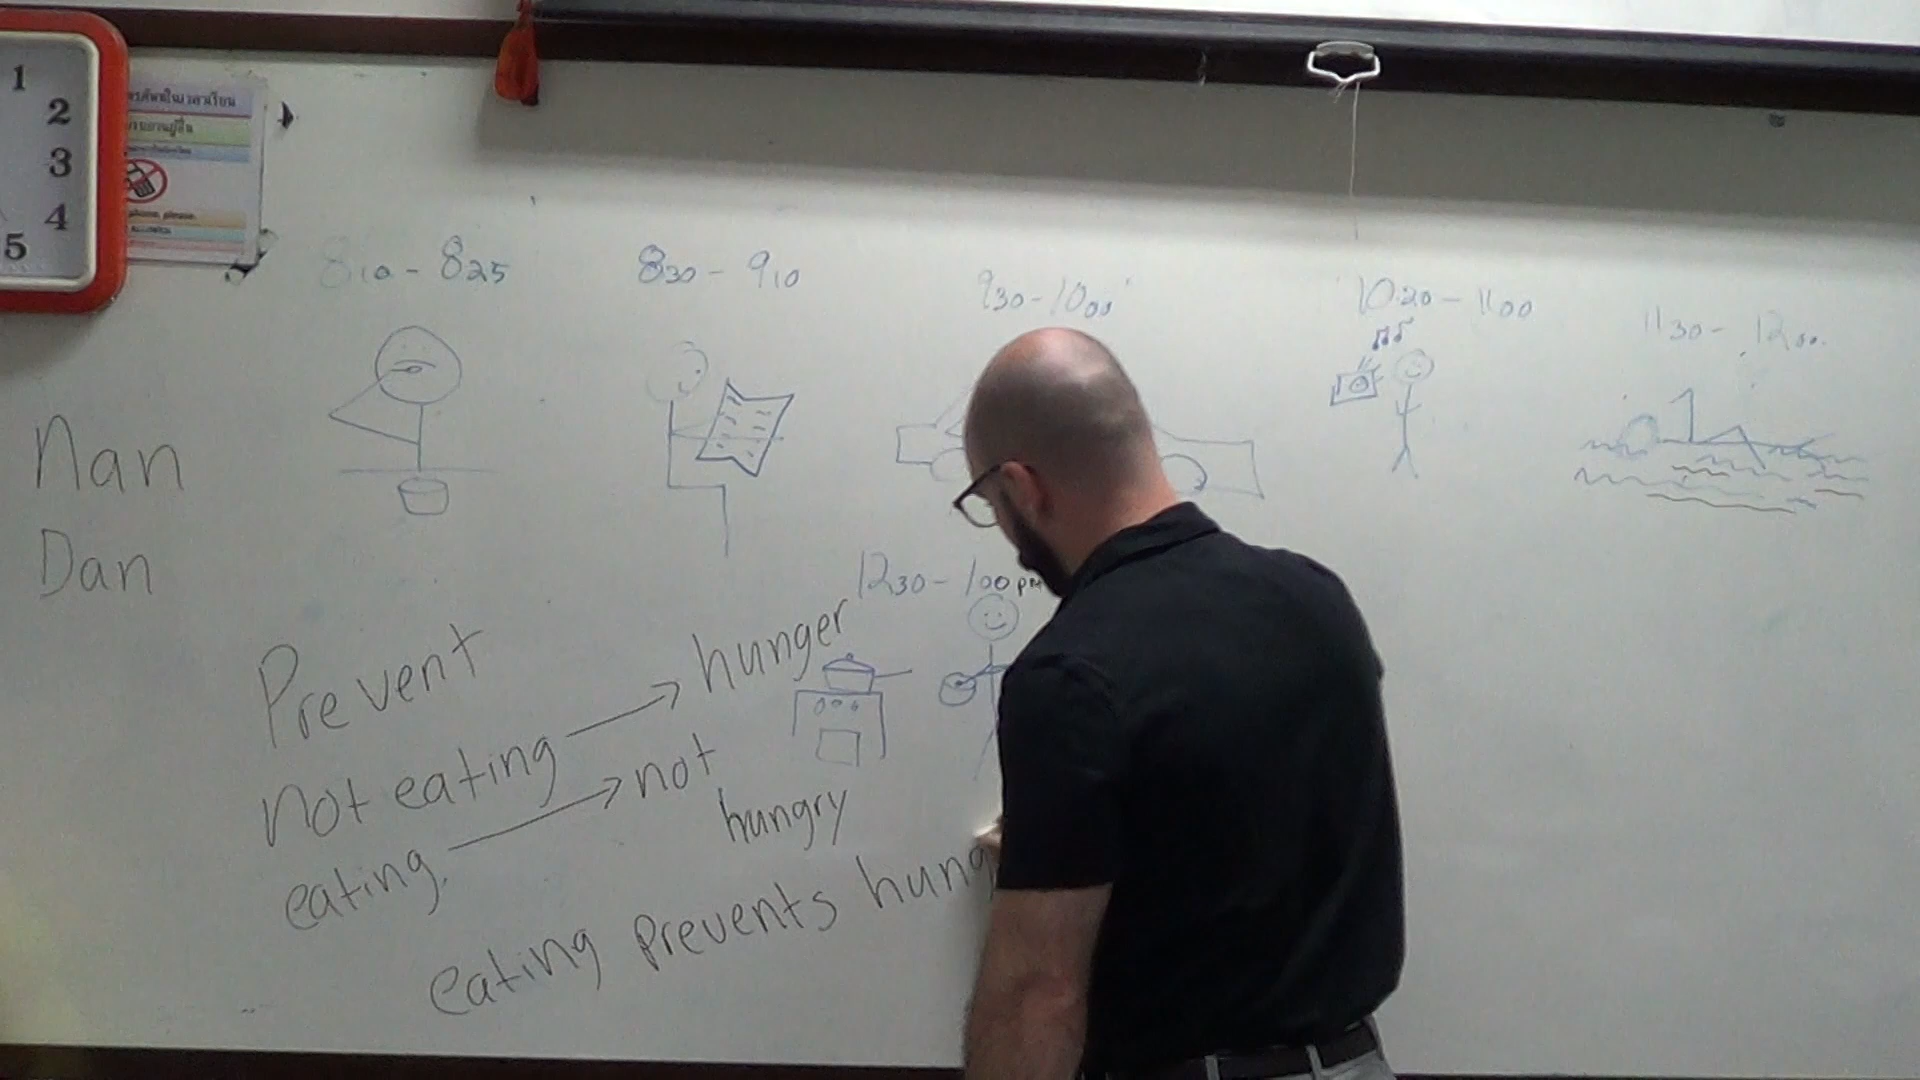 1
2
3
4
5
ALLOWED
8:10 - 8:25
8:30 - 9:10
9:30 - 10:00
10:20 - 11:00
11:30 - 12:00
Nan
Dan
12:30 - 1:00 pm
Prevent
not eating → hunger
eating → not hungry
eating prevents hung